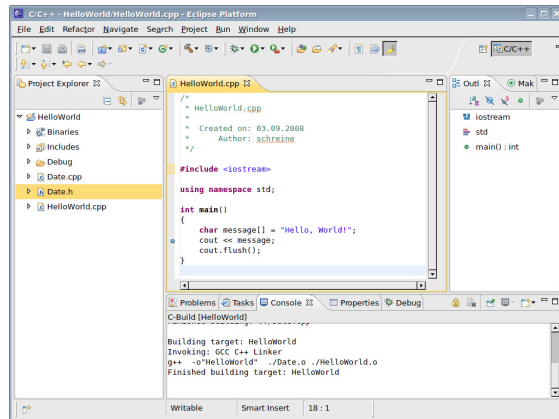 C/C++ - HelloWorld/HelloWorld.cpp - Eclipse Platform
File Edit Refactor Navigate Search Project Run Window Help
C/C++
Project Explorer
HelloWorld
Binaries
Includes
Debug
Date.cpp
Date.h
HelloWorld.cpp
HelloWorld.cpp
/*
* HelloWorld.cpp
*
* Created on: 03.09.2008
* Author: schreine
*/
#include <iostream>
using namespace std;
int main()
{
char message[] = "Hello, World!";
cout << message;
cout.flush();
}
Outl Mak
iostream
std
main() : int
Problems Tasks Console Properties Debug
C-Build [HelloWorld]
Building target: HelloWorld
Invoking: GCC C++ Linker
g++ -o"HelloWorld" ./Date.o ./HelloWorld.o
Finished building target: HelloWorld
Writable Smart Insert 18 : 1